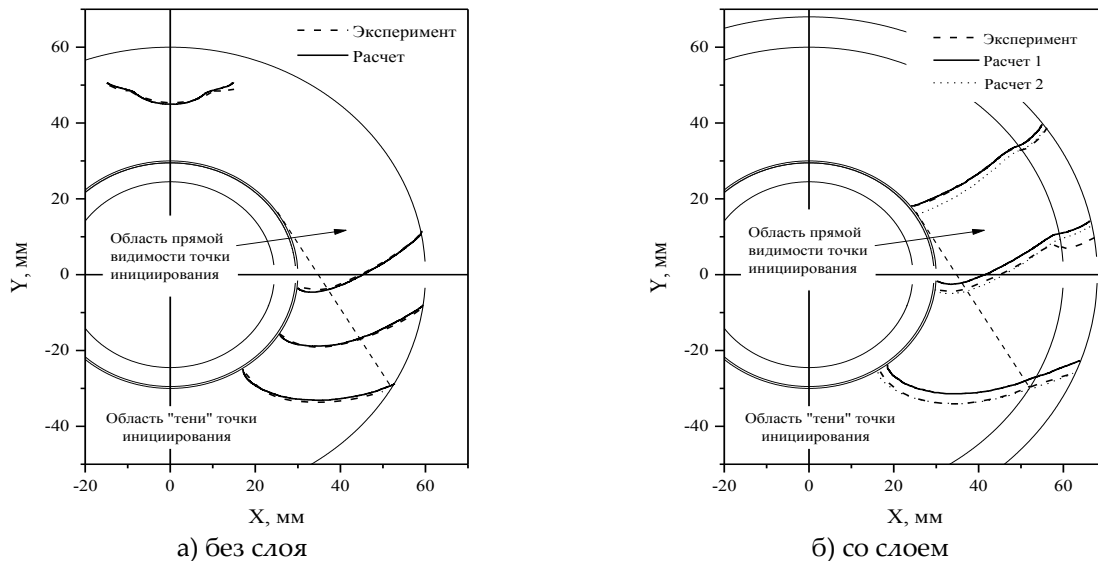 Эксперимент
Расчет
60
40
20
0
-20
-40
Y, мм
Область прямой
видимости точки
инициирования
Область "тени" точки
инициирования
-20
0
20
40
60
X, мм
а) без слоя
Эксперимент
Расчет 1
Расчет 2
60
40
20
0
-20
-40
Y, мм
Область прямой
видимости точки
инициирования
Область "тени" точки
инициирования
-20
0
20
40
60
X, мм
б) со слоем